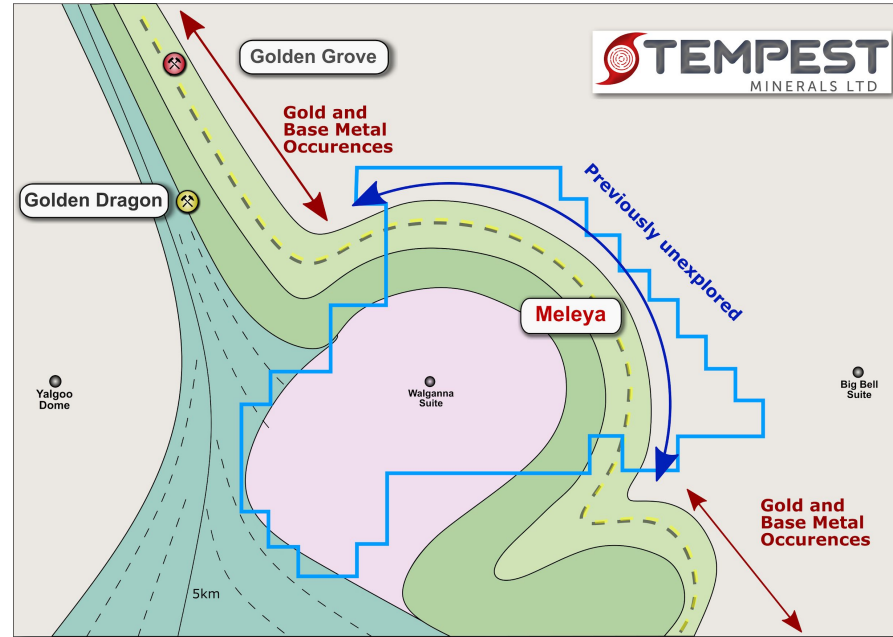 TEMPEST
MINERALS LTD
Golden Grove
Gold and
Base Metal
Occurences
Golden Dragon
Previously unexplored
Meleya
Yalgoo
Dome
Walganna
Suite
Big Bell
Suite
Gold and
Base Metal
Occurences
5km